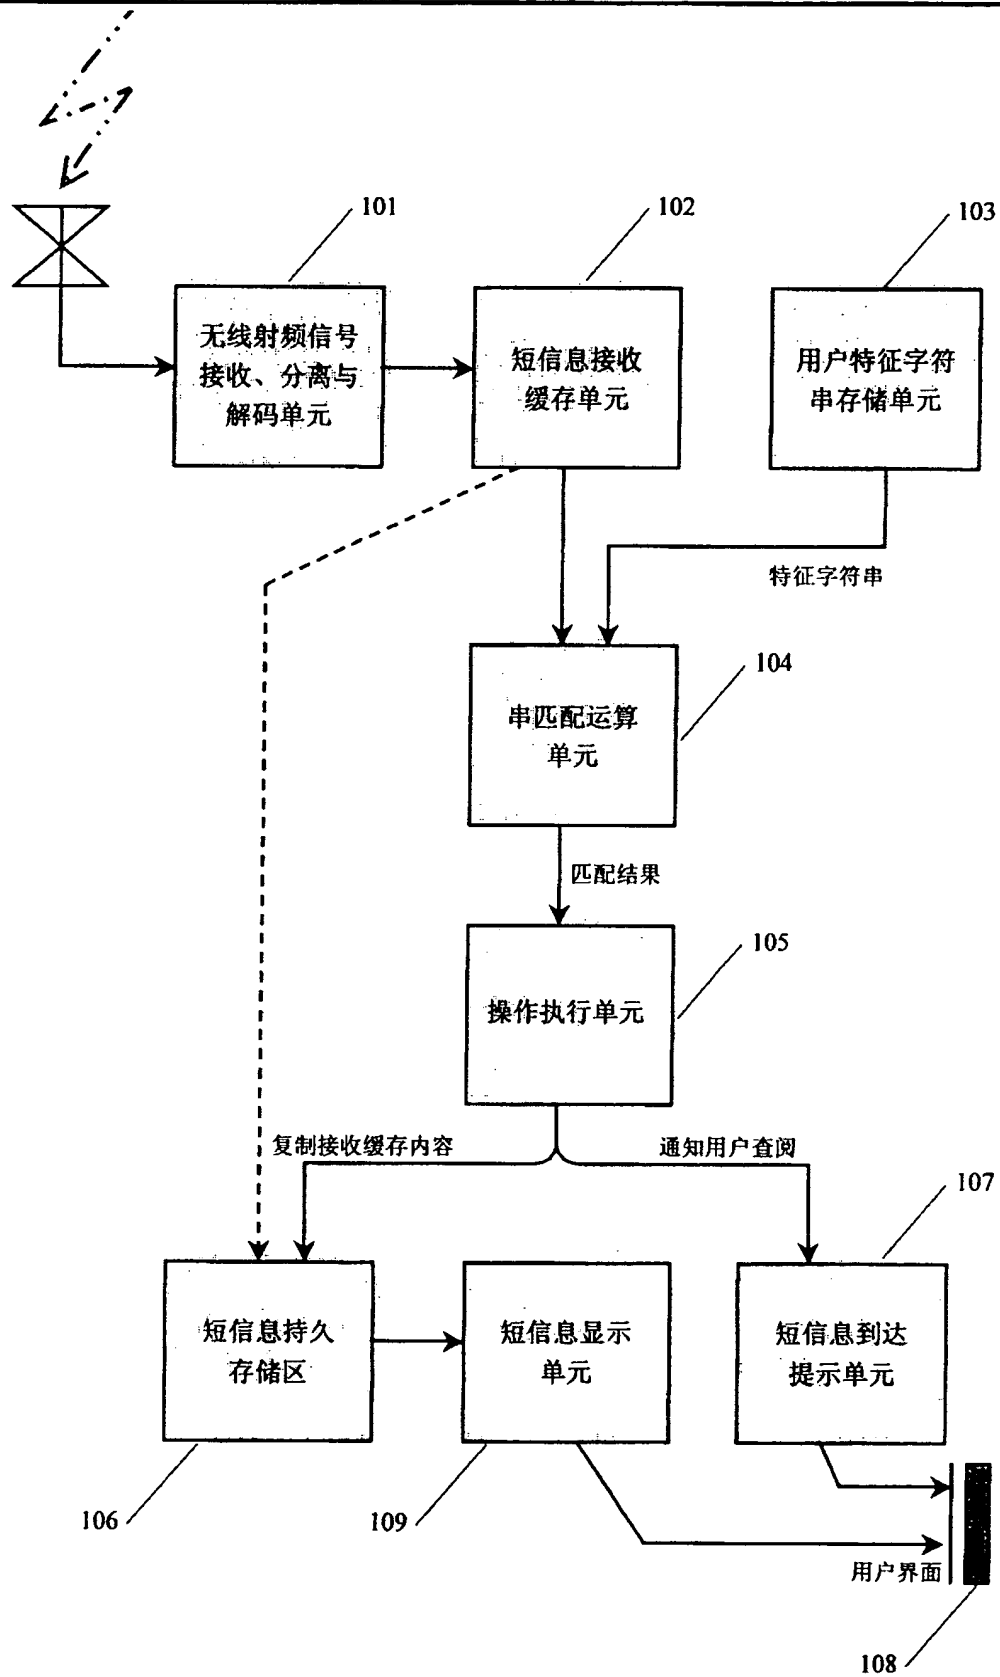 101
102
103
无线射频信号
接收、分离与
解码单元
短信息接收
缓存单元
用户特征字符
串存储单元
特征字符串
104
串匹配运算
单元
匹配结果
105
操作执行单元
复制接收缓存内容
通知用户查阅
107
短信息持久
存储区
短信息显示
单元
短信息到达
提示单元
106
109
用户界面
108